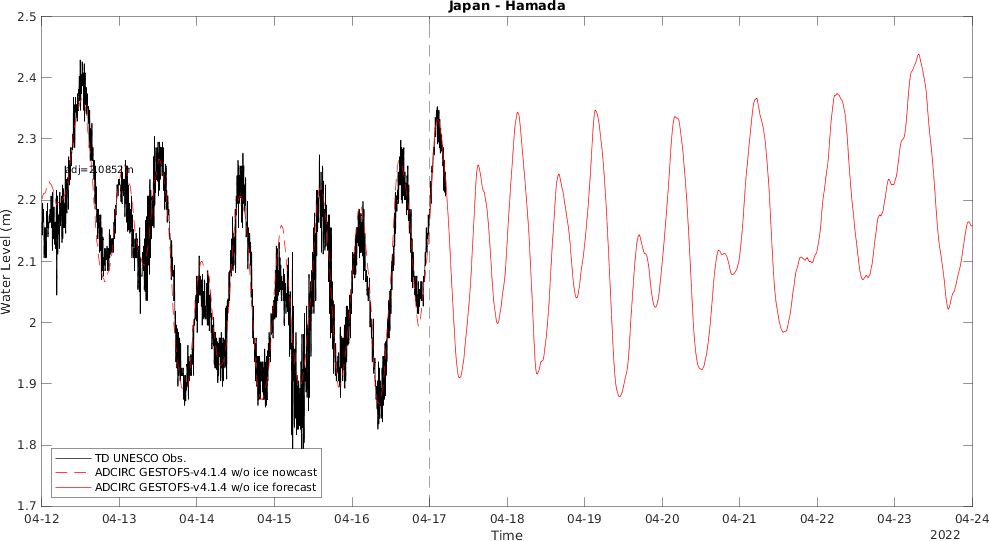 Japan - Hamada
2.5
2.4
2.3
2.2
2.1
2
1.9
1.8
1.7
Water Level (m)
adj=2.0852 m
TD UNESCO Obs.
ADCIRC GESTOFS-v4.1.4 w/o ice nowcast
ADCIRC GESTOFS-v4.1.4 w/o ice forecast
04-12 04-13 04-14 04-15 04-16 04-17 04-18 04-19 04-20 04-21 04-22 04-23 04-24
Time
2022